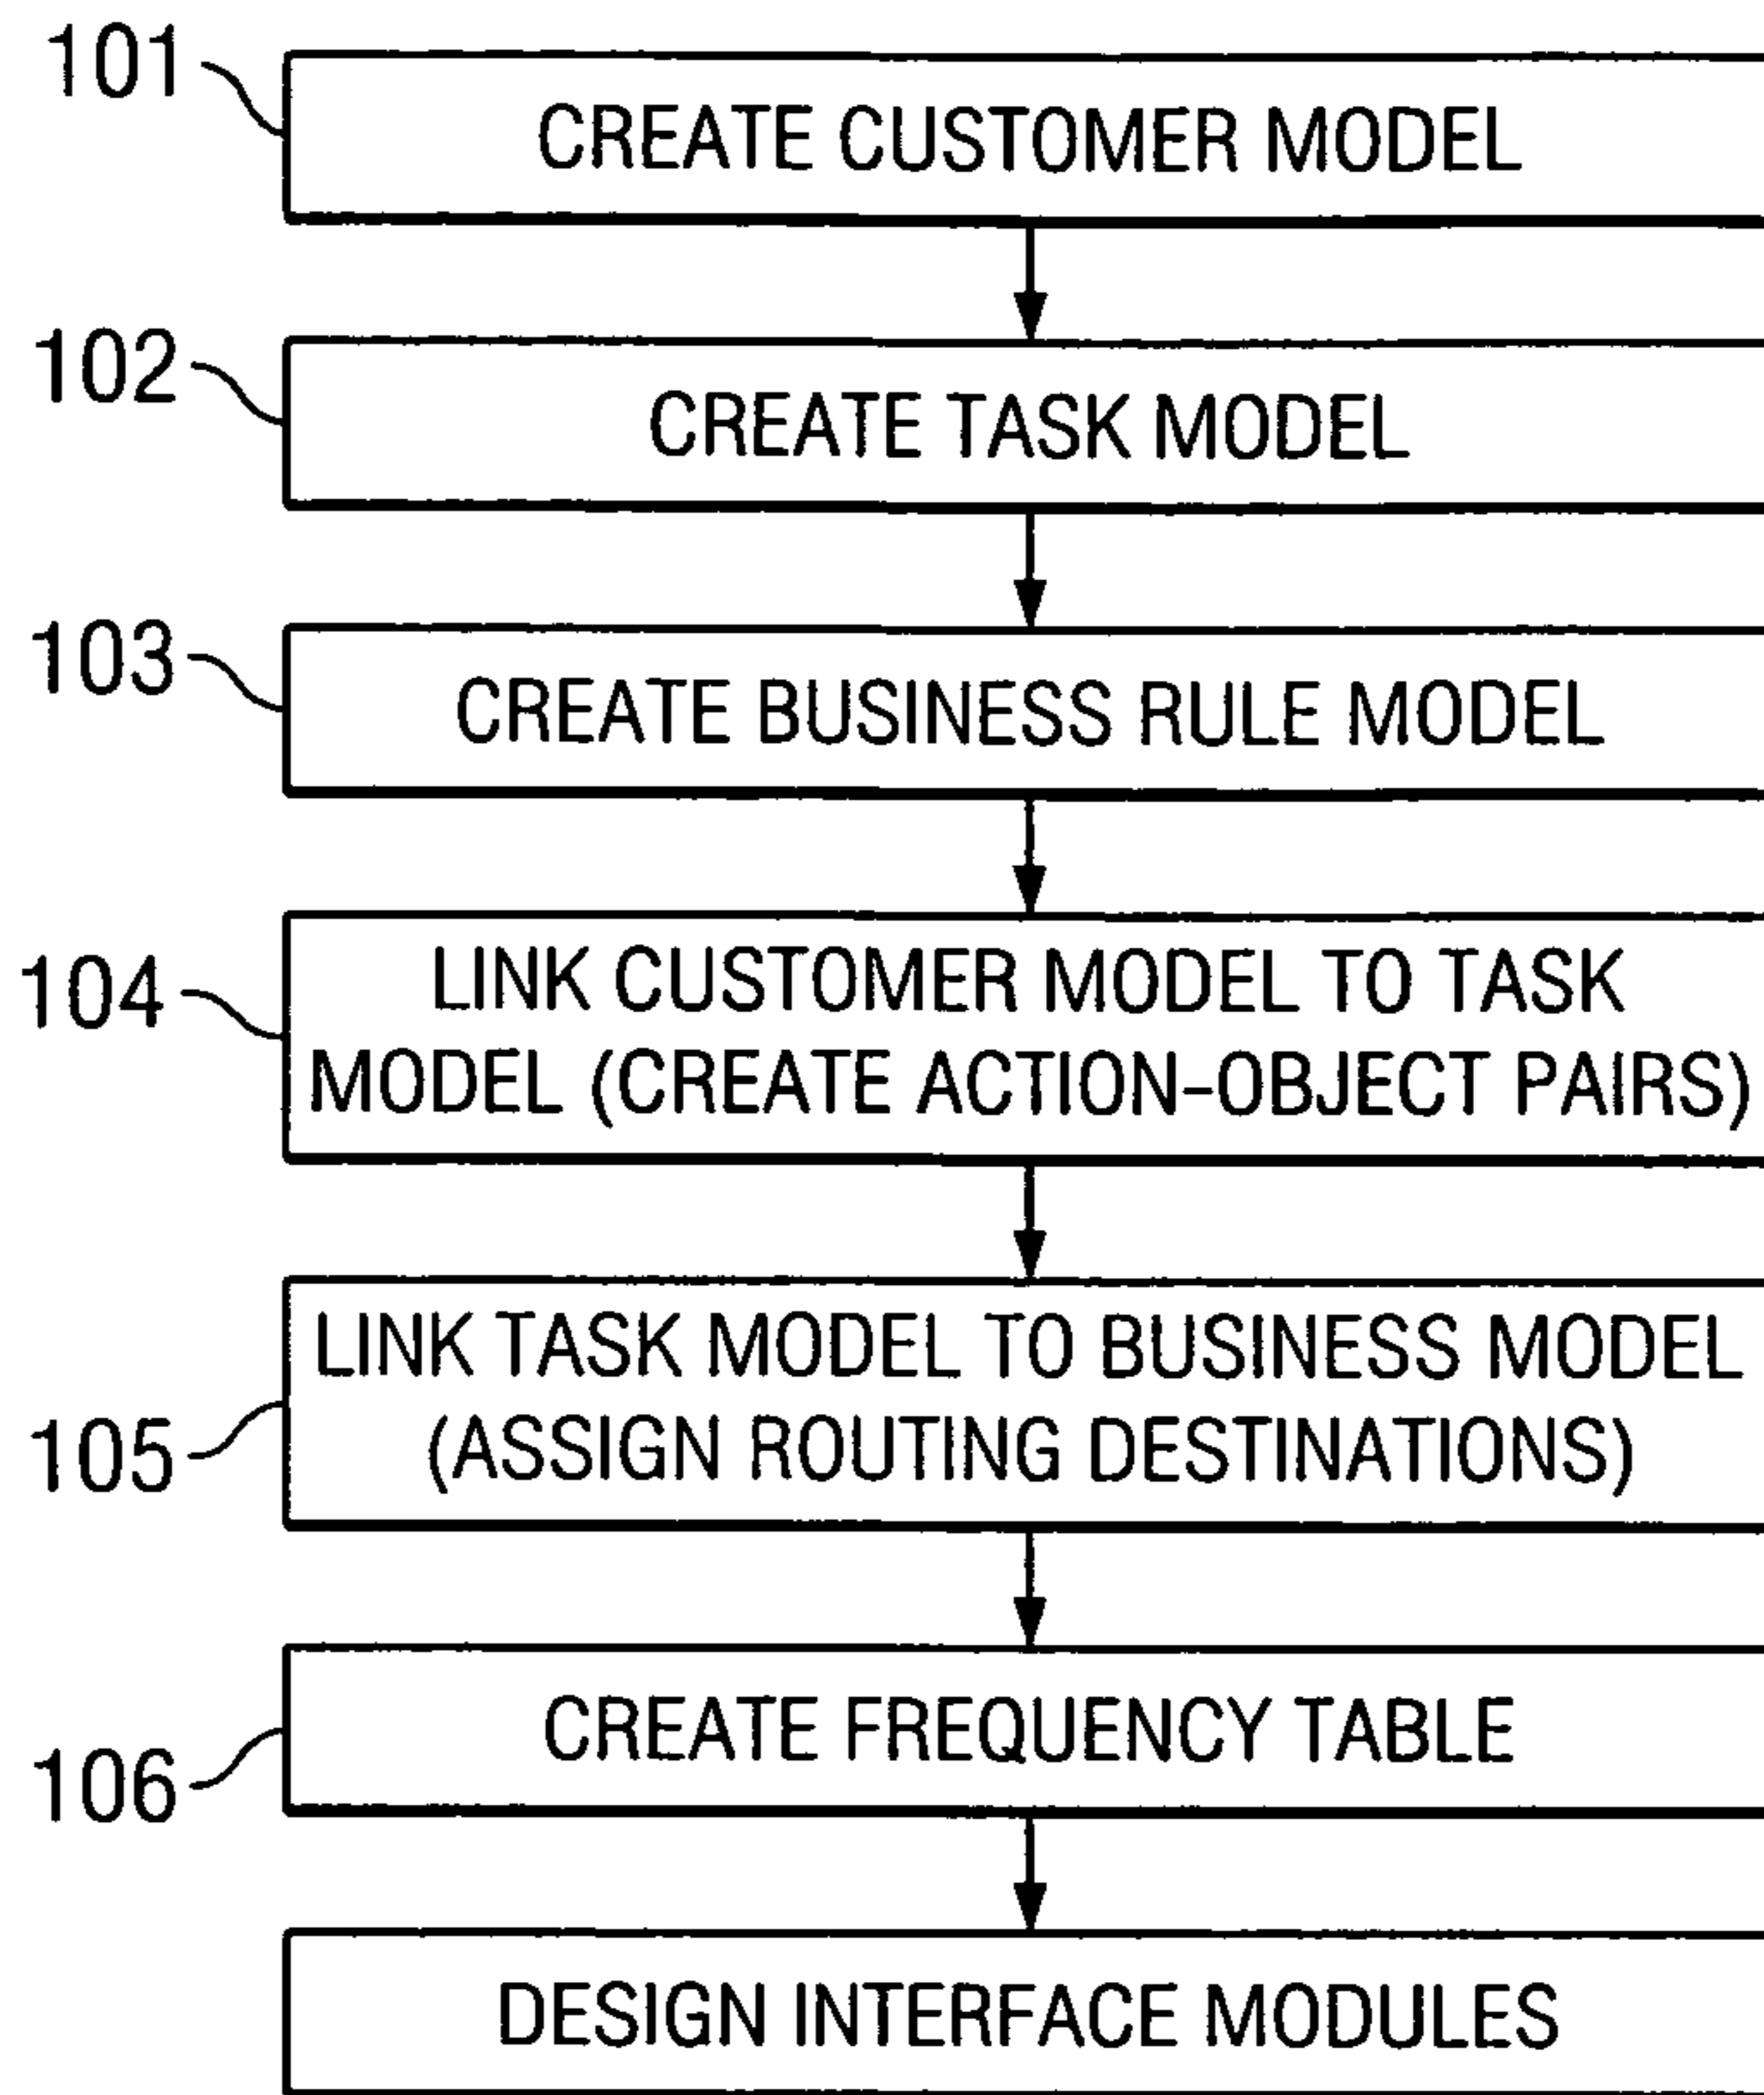 101
CREATE CUSTOMER MODEL
102
CREATE TASK MODEL
103
CREATE BUSINESS RULE MODEL
104
LINK CUSTOMER MODEL TO TASK
MODEL (CREATE ACTION-OBJECT PAIRS)
LINK TASK MODEL TO BUSINESS MODEL
(ASSIGN ROUTING DESTINATIONS)
105
CREATE FREQUENCY TABLE
106
DESIGN INTERFACE MODULES